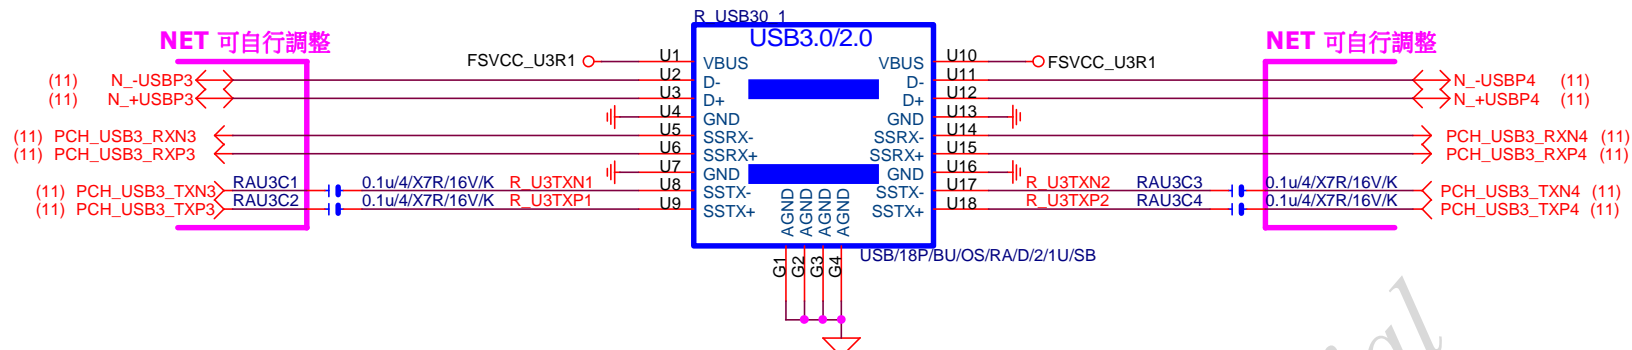 R_USB30_1
NET 可自行調整
USB3.0/2.0
NET 可自行調整
FSVCC_U3R1 U1 VBUS VBUS U10 FSVCC_U3R1
(11) N_-USBP3 U2 D- D- U11 N_-USBP4 (11)
(11) N_+USBP3 U3 D+ D+ U12 N_+USBP4 (11)
U4 GND GND U13
(11) PCH_USB3_RXN3 U5 SSRX- SSRX- U14 PCH_USB3_RXN4 (11)
(11) PCH_USB3_RXP3 U6 SSRX+ SSRX+ U15 PCH_USB3_RXP4 (11)
U7 GND GND U16
(11) PCH_USB3_TXN3 RAU3C1 0.1u/4/X7R/16V/K R_U3TXN1 U8 SSTX- SSTX- U17 R_U3TXN2 RAU3C3 0.1u/4/X7R/16V/K PCH_USB3_TXN4 (11)
(11) PCH_USB3_TXP3 RAU3C2 0.1u/4/X7R/16V/K R_U3TXP1 U9 SSTX+ SSTX+ U18 R_U3TXP2 RAU3C4 0.1u/4/X7R/16V/K PCH_USB3_TXP4 (11)
AGND AGND AGND AGND
USB/18P/BU/OS/RA/D/2/1U/SB
G1 G2 G3 G4